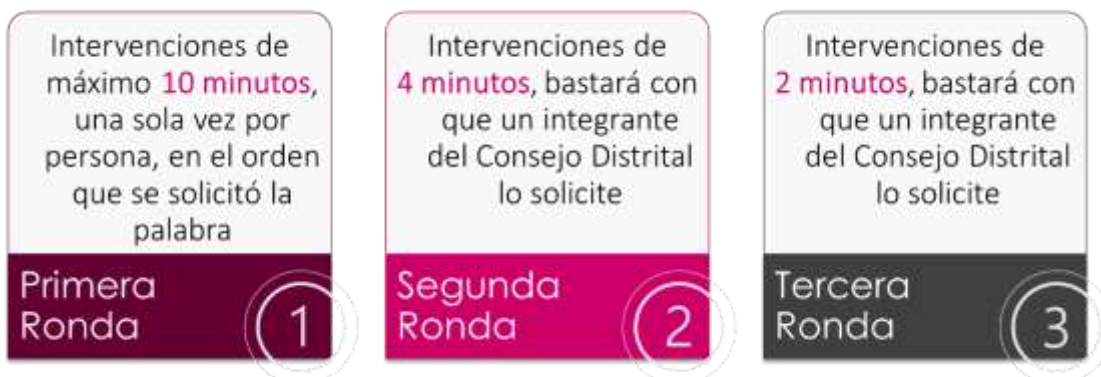 Intervenciones de
máximo 10 minutos,
una sola vez por
persona, en el orden
que se solicitó la
palabra
Primera
Ronda
1
Intervenciones de
4 minutos, bastará con
que un integrante
del Consejo Distrital
lo solicite
Segunda
Ronda
2
Intervenciones de
2 minutos, bastará con
que un integrante
del Consejo Distrital
lo solicite
Tercera
Ronda
3